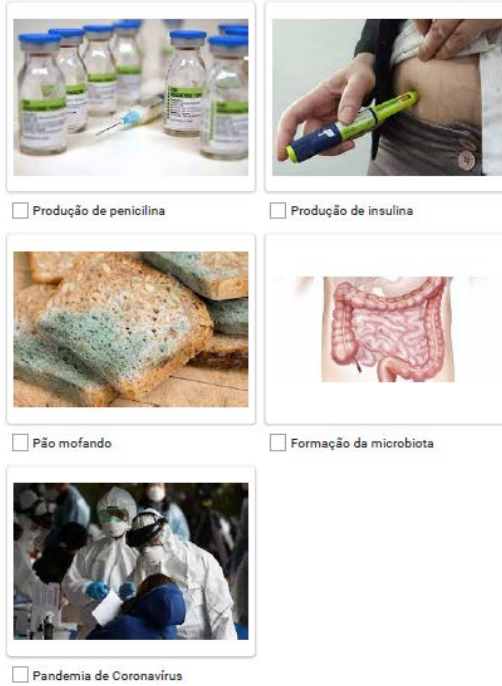 Produção de penicilina
Produção de insulina
Pão mofando
Formação da microbiota
Pandemia de Coronavírus